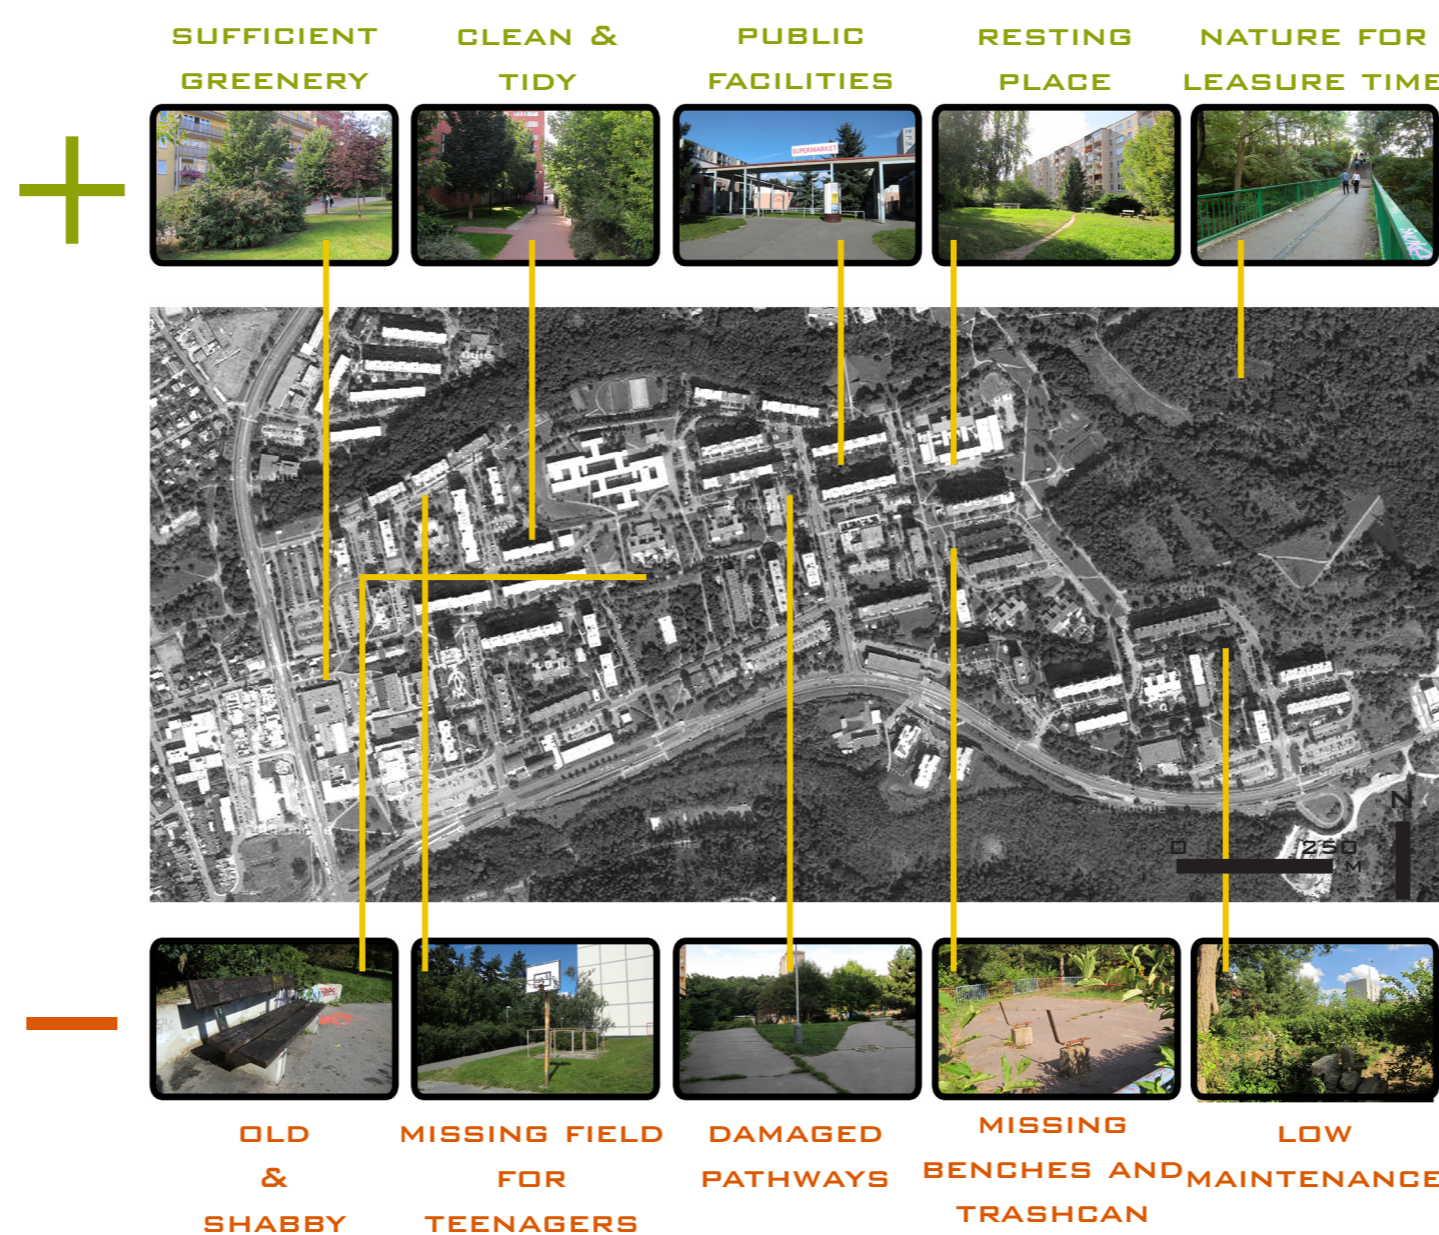 SUFFICIENT
GREENERY
CLEAN &
TIDY
PUBLIC
FACILITIES
RESTING
PLACE
NATURE FOR
LEASURE TIME
+
SUPERMARKET
N
0 250
M
−
OLD
&
SHABBY
MISSING FIELD
FOR
TEENAGERS
DAMAGED
PATHWAYS
MISSING
BENCHES AND
TRASHCAN
LOW
MAINTENANCE